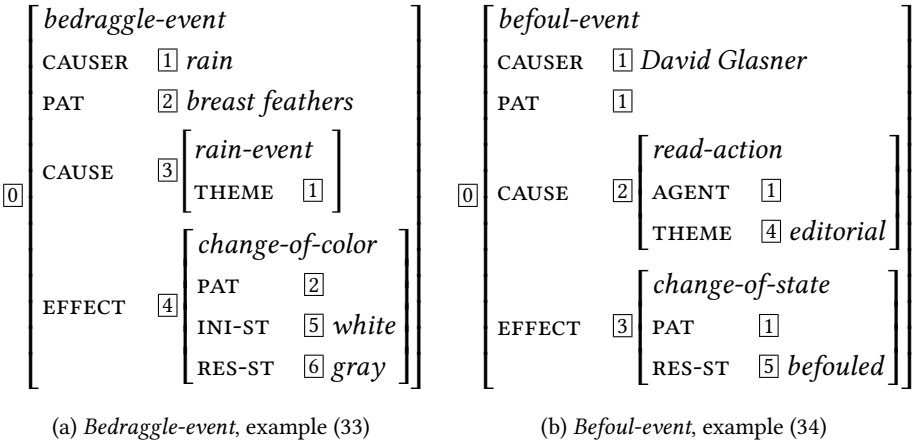 bedraggle-event
CAUSER 1 rain
PAT 2 breast feathers
CAUSE 3
rain-event
THEME 1
0
EFFECT 4
change-of-color
PAT 2
INI-ST 5 white
RES-ST 6 gray
(a) Bedraggle-event, example (33)
befoul-event
CAUSER 1 David Glasner
PAT 1
CAUSE 2
read-action
AGENT 1
THEME 4 editorial
0
EFFECT 3
change-of-state
PAT 1
RES-ST 5 befouled
(b) Befoul-event, example (34)